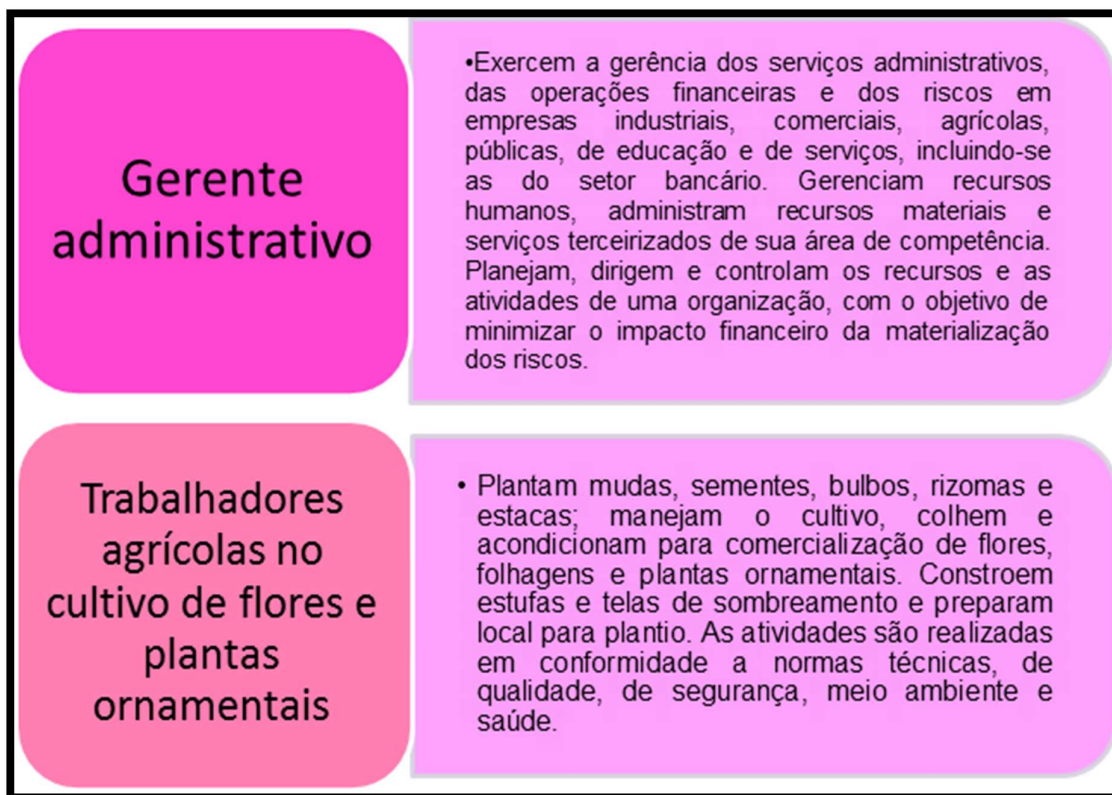 Gerente
administrativo
•Exercem a gerência dos serviços administrativos,
das operações financeiras e dos riscos em
empresas industriais, comerciais, agrícolas,
públicas, de educação e de serviços, incluindo-se
as do setor bancário. Gerenciam recursos
humanos, administram recursos materiais e
serviços terceirizados de sua área de competência.
Planejam, dirigem e controlam os recursos e as
atividades de uma organização, com o objetivo de
minimizar o impacto financeiro da materialização
dos riscos.
Trabalhadores
agrícolas no
cultivo de flores e
plantas
ornamentais
• Plantam mudas, sementes, bulbos, rizomas e
estacas; manejam o cultivo, colhem e
acondicionam para comercialização de flores,
folhagens e plantas ornamentais. Constroem
estufas e telas de sombreamento e preparam
local para plantio. As atividades são realizadas
em conformidade a normas técnicas, de
qualidade, de segurança, meio ambiente e
saúde.